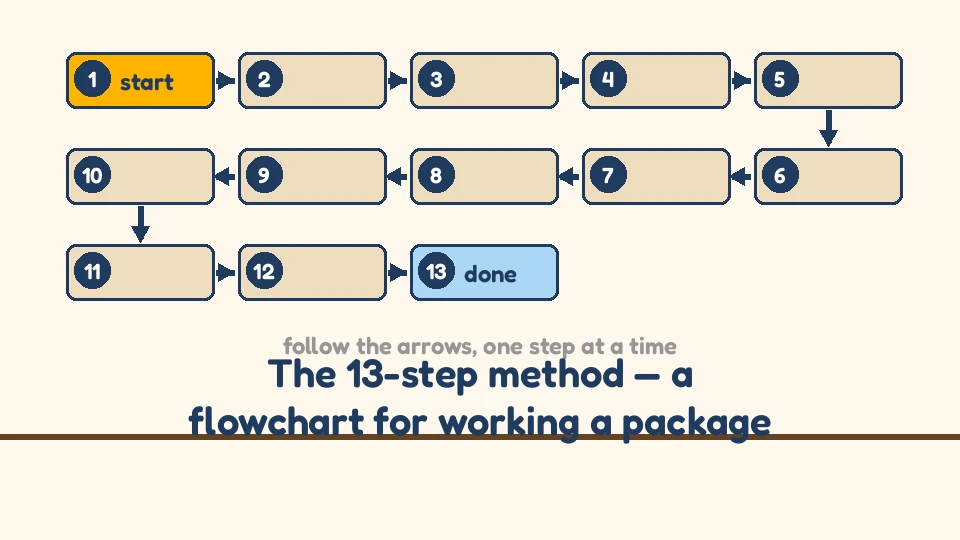 1 start 2 3 4 5
10 9 8 7 6
11 12 13 done
follow the arrows, one step at a time
The 13-step method — a
flowchart for working a package